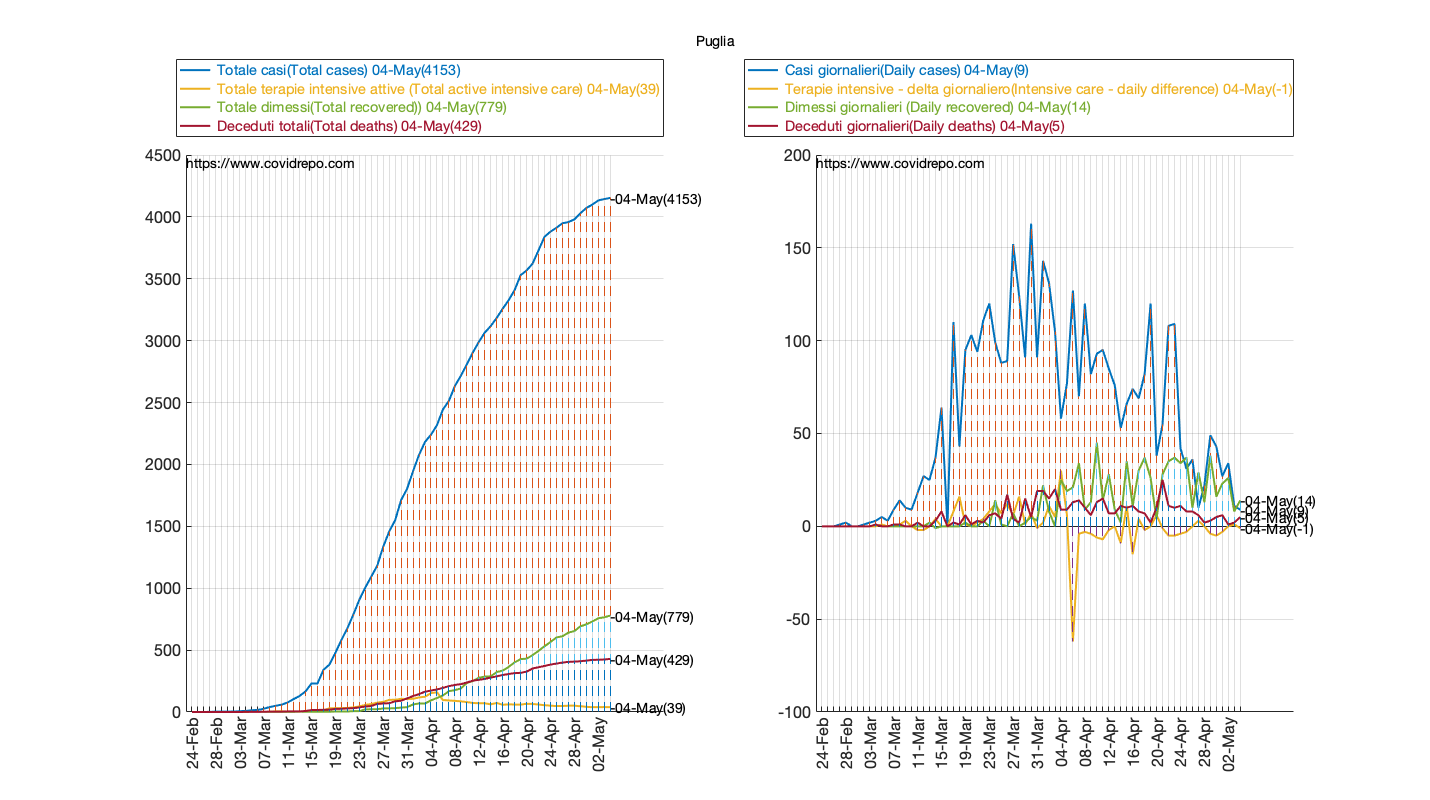 Puglia
Totale casi(Total cases) 04-May(4153)
Totale terapie intensive attive (Total active intensive care) 04-May(39)
Totale dimessi(Total recovered)) 04-May(779)
Deceduti totali(Total deaths) 04-May(429)
4500
4000
3500
3000
2500
2000
1500
1000
500
0
https://www.covidrepo.com
-04-May(4153)
-04-May(779)
-04-May(429)
-04-May(39)
24-Feb
28-Feb
03-Mar
07-Mar
11-Mar
15-Mar
19-Mar
23-Mar
27-Mar
31-Mar
04-Apr
08-Apr
12-Apr
16-Apr
20-Apr
24-Apr
28-Apr
02-May
Casi giornalieri(Daily cases) 04-May(9)
Terapie intensive - delta giornaliero(Intensive care - daily difference) 04-May(-1)
Dimessi giornalieri (Daily recovered) 04-May(14)
Deceduti giornalieri(Daily deaths) 04-May(5)
200
150
100
50
0
-50
-100
https://www.covidrepo.com
-04-May(14)
-04-May(9)
-04-May(5)
-04-May(-1)
24-Feb
28-Feb
03-Mar
07-Mar
11-Mar
15-Mar
19-Mar
23-Mar
27-Mar
31-Mar
04-Apr
08-Apr
12-Apr
16-Apr
20-Apr
24-Apr
28-Apr
02-May